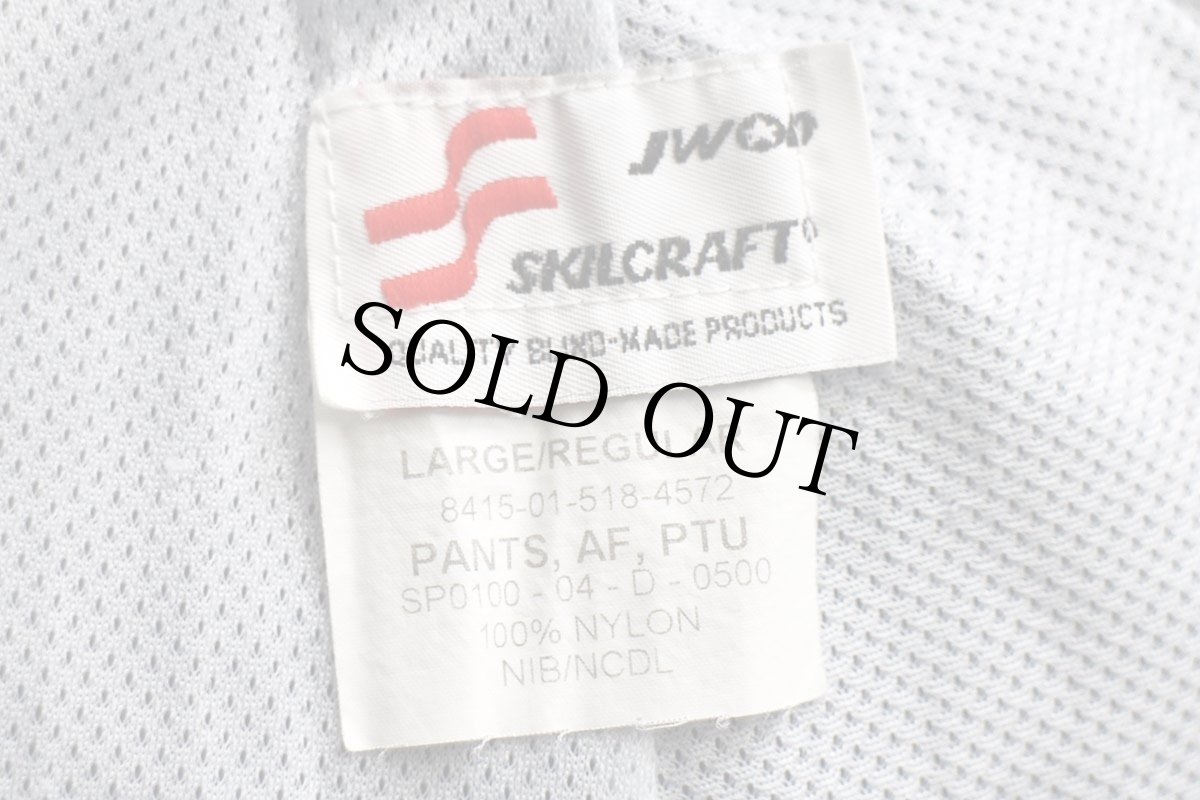 JWOD
SKILCRAFT®
QUALITY BLIND-MADE PRODUCTS
SOLD OUT
LARGE/REGULAR
8415-01-518-4572
PANTS, AF, PTU
SP0100 - 04 - D - 0500
100% NYLON
NIB/NCDL